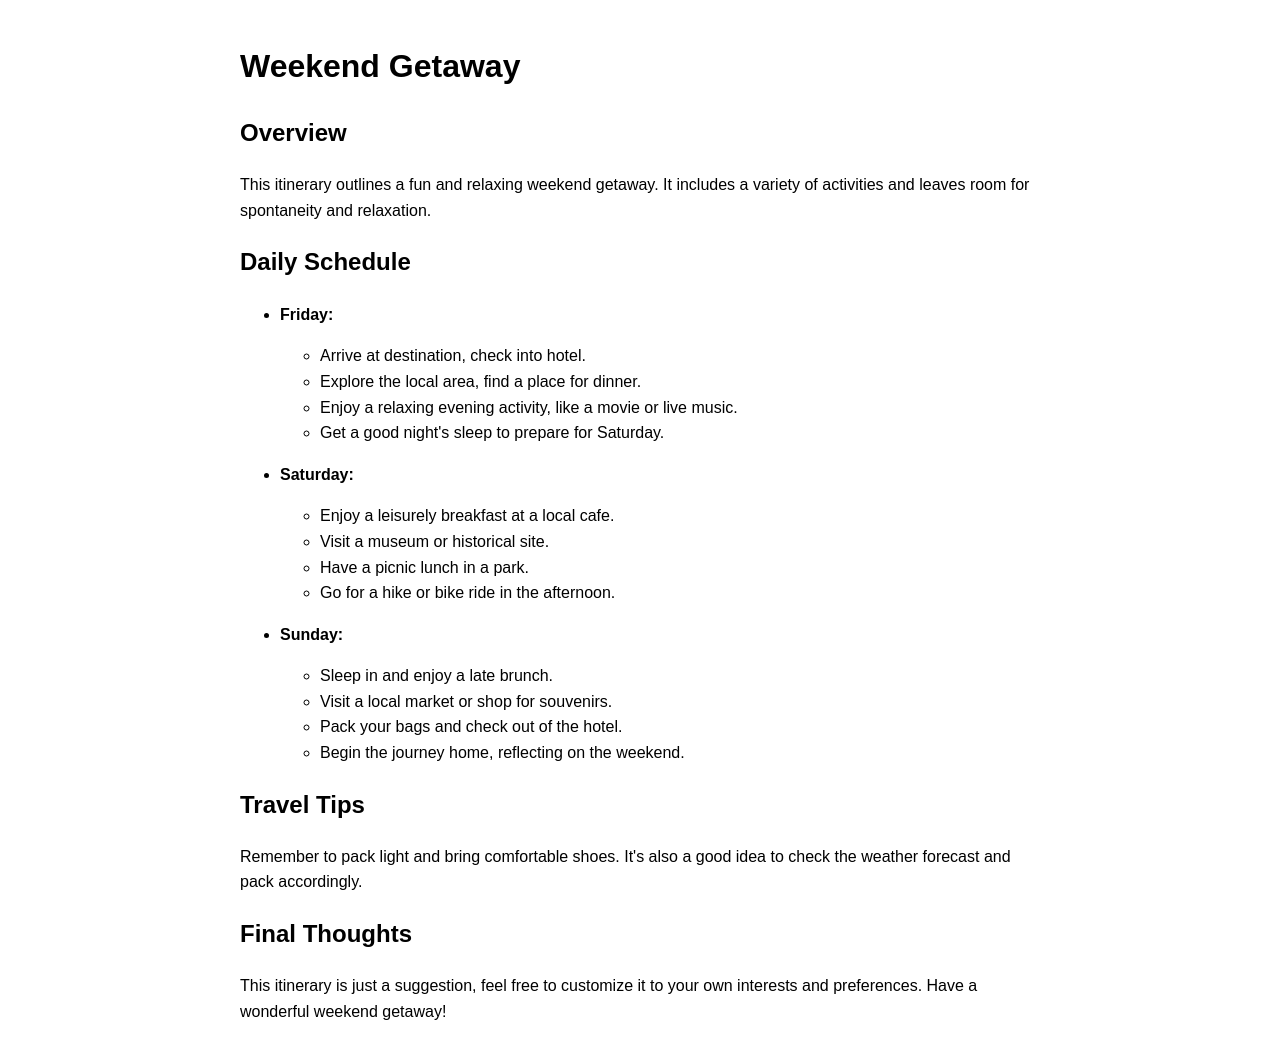 Weekend Getaway
Overview
This itinerary outlines a fun and relaxing weekend getaway. It includes a variety of activities and leaves room for
spontaneity and relaxation.
Daily Schedule
Friday:
Arrive at destination, check into hotel.
Explore the local area, find a place for dinner.
Enjoy a relaxing evening activity, like a movie or live music.
Get a good night's sleep to prepare for Saturday.
Saturday:
Enjoy a leisurely breakfast at a local cafe.
Visit a museum or historical site.
Have a picnic lunch in a park.
Go for a hike or bike ride in the afternoon.
Sunday:
Sleep in and enjoy a late brunch.
Visit a local market or shop for souvenirs.
Pack your bags and check out of the hotel.
Begin the journey home, reflecting on the weekend.
Travel Tips
Remember to pack light and bring comfortable shoes. It's also a good idea to check the weather forecast and
pack accordingly.
Final Thoughts
This itinerary is just a suggestion, feel free to customize it to your own interests and preferences. Have a
wonderful weekend getaway!